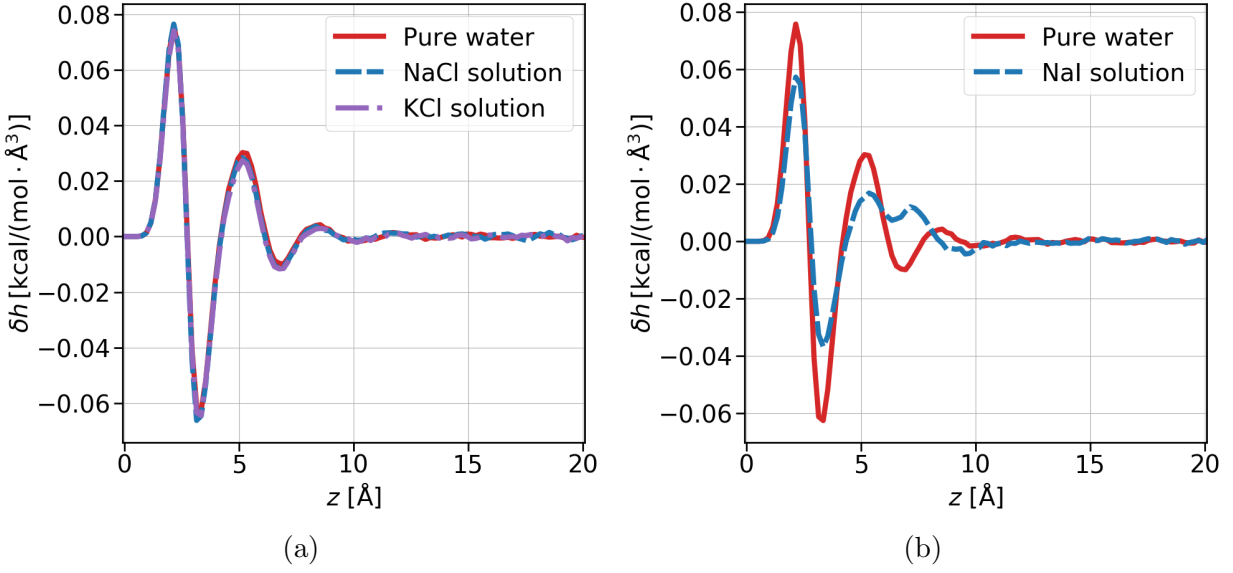 0.08
0.06
0.04
0.02
0.00
−0.02
−0.04
−0.06
δh [kcal/(mol · Å³)]
Pure water
NaCl solution
KCl solution
0 5 10 15 20
z [Å]
(a)
0.08
0.06
0.04
0.02
0.00
−0.02
−0.04
−0.06
δh [kcal/(mol · Å³)]
Pure water
NaI solution
0 5 10 15 20
z [Å]
(b)